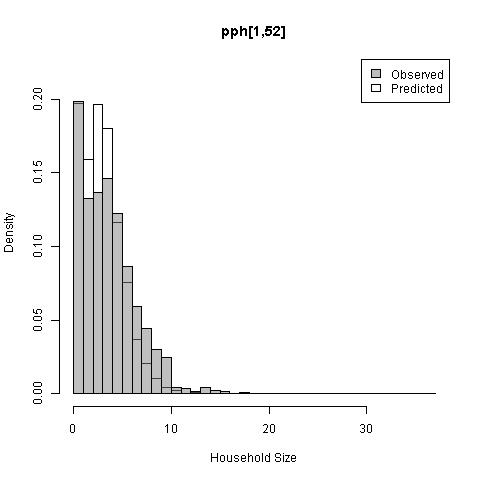 pph[1,52]
Observed
Predicted
0.20
0.15
0.10
0.05
0.00
Density
0 10 20 30
Household Size